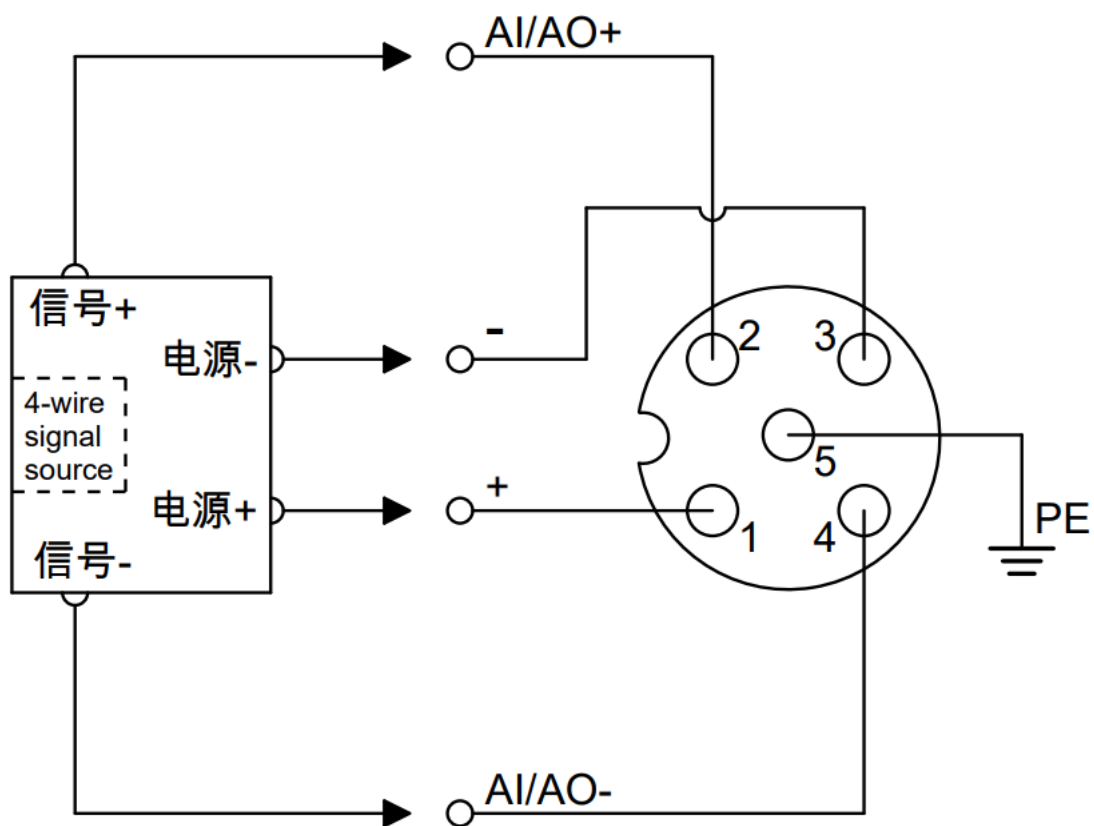 AI/AO+
信号+
电源-
-
2
3
4-wire
signal
source
5
电源+
+
1
4
PE
信号-
AI/AO-